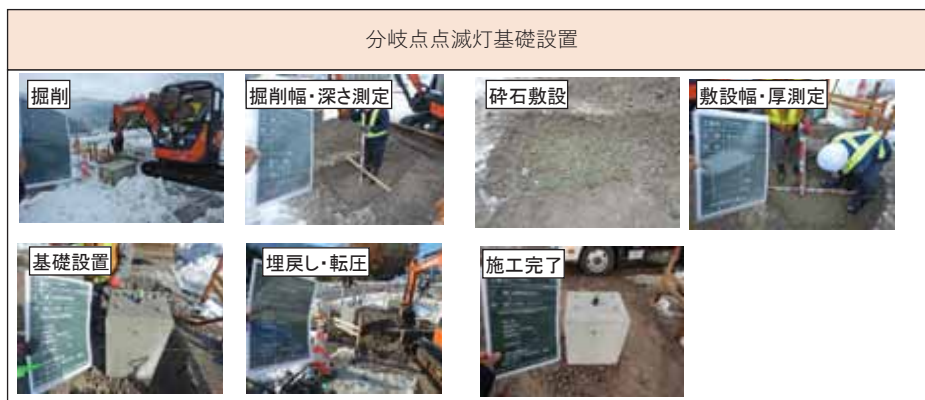 分岐点点滅灯基礎設置
掘削
掘削幅・深さ測定
砕石敷設
敷設幅・厚測定
基礎設置
埋戻し・転圧
施工完了